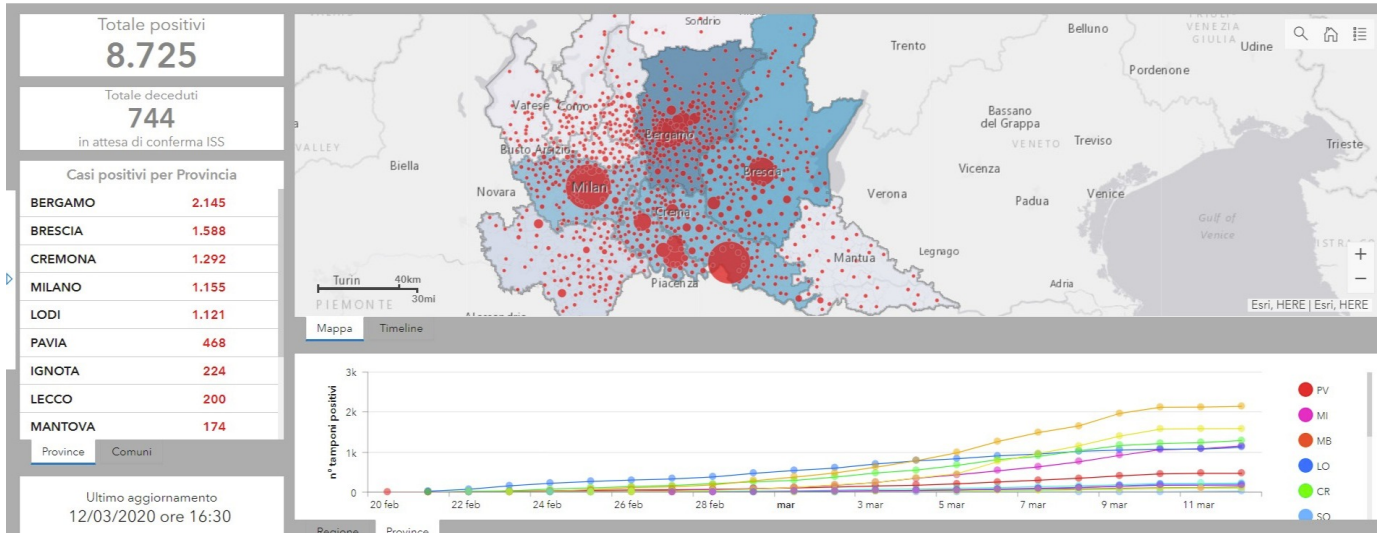 Totale positivi
8.725
Totale deceduti
744
in attesa di conferma ISS
Casi positivi per Provincia
BERGAMO 2.145
BRESCIA 1.588
CREMONA 1.292
MILANO 1.155
LODI 1.121
PAVIA 468
IGNOTA 224
LECCO 200
MANTOVA 174
Province Comuni
Ultimo aggiornamento
12/03/2020 ore 16:30
Sondrio
Trento
Belluno
VENEZIA
GIULIA
Udine
Pordenone
Varese Como
Bergamo
Bassano
del Grappa
VALLEY
Busto Arsizio
VENETO
Treviso
Trieste
Biella
Brescia
Vicenza
Novara
Milan
Verona
Padua
Venice
Crema
Gulf of
Venice
Mantua
Legnago
Turin
40km
30mi
Piacenza
Adria
PIEMONTE
Esri, HERE | Esri, HERE
Mappa Timeline
n° tamponi positivi
3k
2k
1k
0
20 feb 22 feb 24 feb 26 feb 28 feb mar 3 mar 5 mar 7 mar 9 mar 11 mar
PV
MI
MB
LO
CR
SO
Regione Province